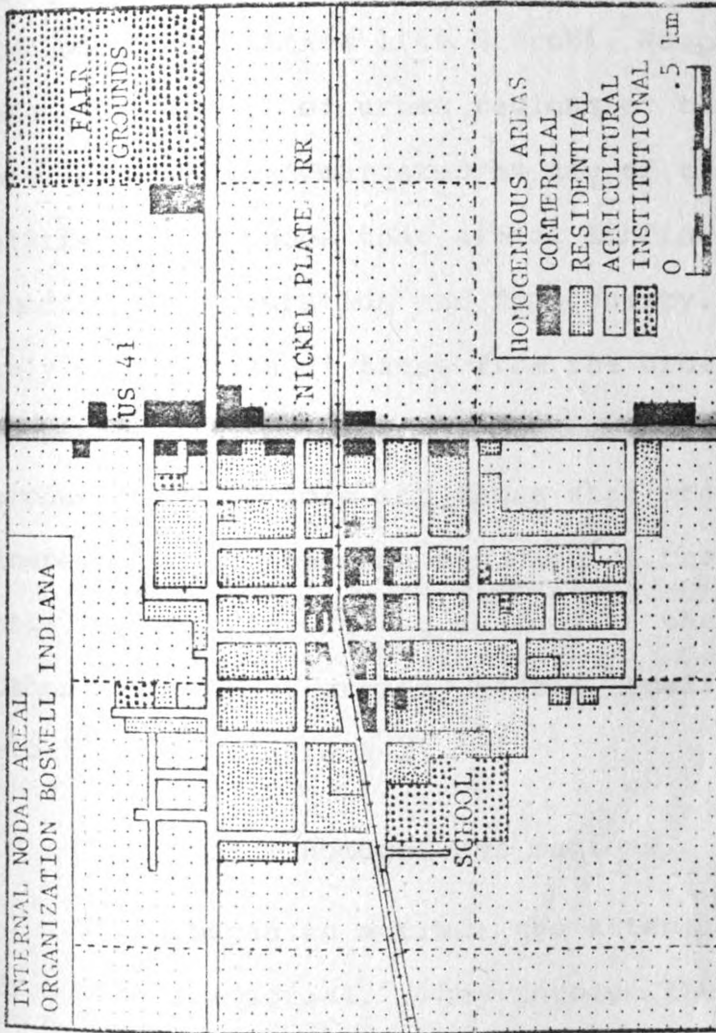 INTERNAL NODAL AREAL
ORGANIZATION BOSWELL INDIANA
FAIR
GROUNDS
US 41
NICKEL PLATE RR
SCHOOL
HOMOGENEOUS AREAS
COMMERCIAL
RESIDENTIAL
AGRICULTURAL
INSTITUTIONAL
0 .5 km